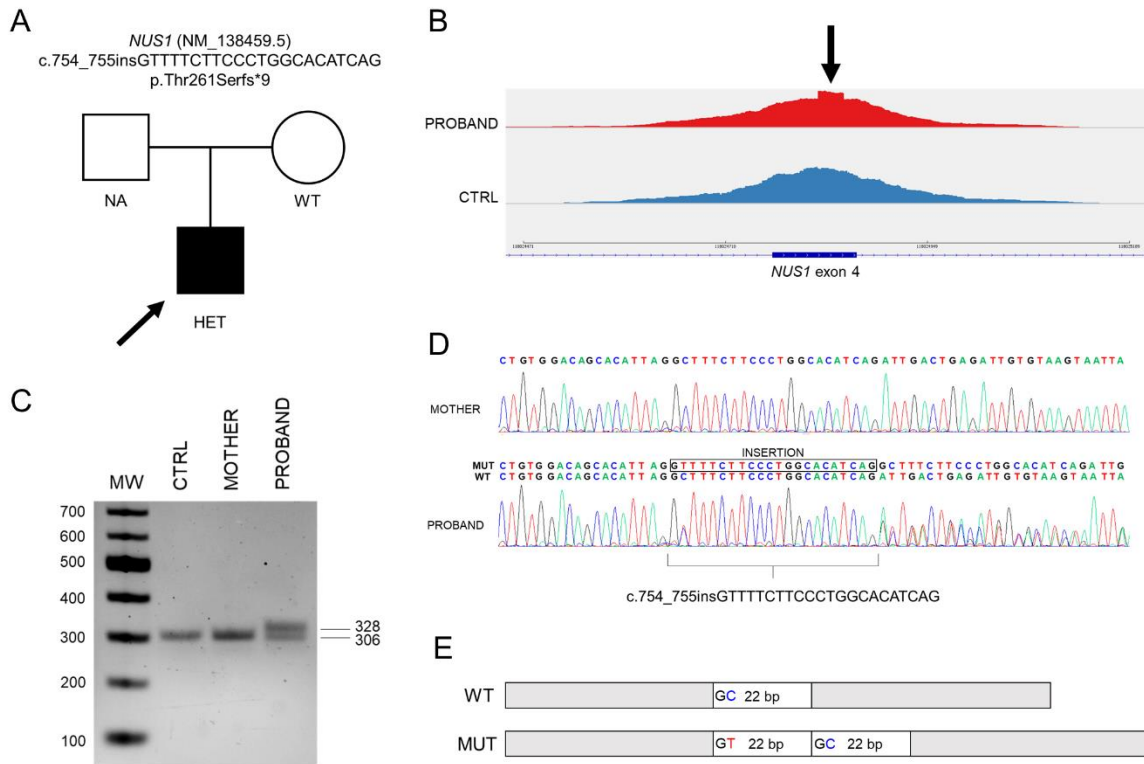 A
NUS1 (NM_138459.5)
c.754_755insGTTTTCTTCCCTGGCACATCAG
p.Thr261Serfs*9
NA
WT
HET
B
PROBAND
CTRL
NUS1 exon 4
C
MW
CTRL
MOTHER
PROBAND
700
600
500
400
300
200
100
328
306
D
CTGTGGACAGCACATTAGGCTTTCTTCCCTGGCACATCAGATTGACTGAGATTGTGTAAGTAATTA
MOTHER
INSERTION
MUT CTGTGGACAGCACATTAGGTTTTCTTCCCTGGCACATCAGGCTTTCTTCCCTGGCACATCAGATTG
WT CTGTGGACAGCACATTAGGCTTTCTTCCCTGGCACATCAGATTGACTGAGATTGTGTAAGTAATTA
PROBAND
c.754_755insGTTTTCTTCCCTGGCACATCAG
E
WT
GC 22 bp
MUT
GT 22 bp GC 22 bp